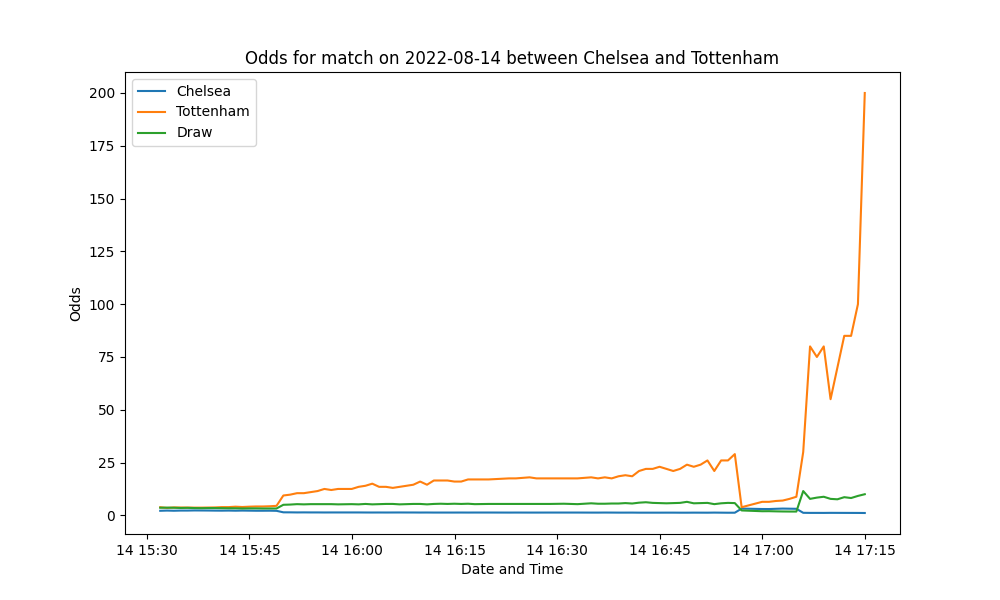 Odds for match on 2022-08-14 between Chelsea and Tottenham
Chelsea
Tottenham
Draw
200
175
150
125
100
75
50
25
0
Odds
14 15:30 14 15:45 14 16:00 14 16:15 14 16:30 14 16:45 14 17:00 14 17:15
Date and Time